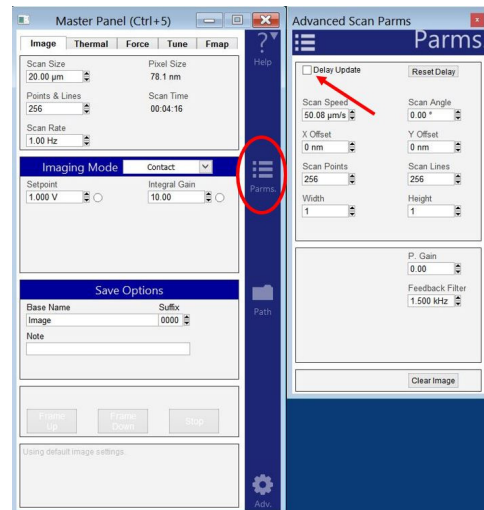 Master Panel (Ctrl+5)
Image Thermal Force Tune Fmap
Scan Size Pixel Size
20.00 µm 78.1 nm
Points & Lines Scan Time
256 00:04:16
Scan Rate
1.00 Hz
Imaging Mode Contact
Setpoint Integral Gain
1.000 V 10.00
Save Options
Base Name Suffix
Image 0000
Note
Frame Up Frame Down Stop
Using default image settings.
?
Help
Parms.
Path
Adv.
Advanced Scan Parms
Parms
Delay Update Reset Delay
Scan Speed Scan Angle
50.08 µm/s 0.00 °
X Offset Y Offset
0 nm 0 nm
Scan Points Scan Lines
256 256
Width Height
1 1
P. Gain
0.00
Feedback Filter
1.500 kHz
Clear Image